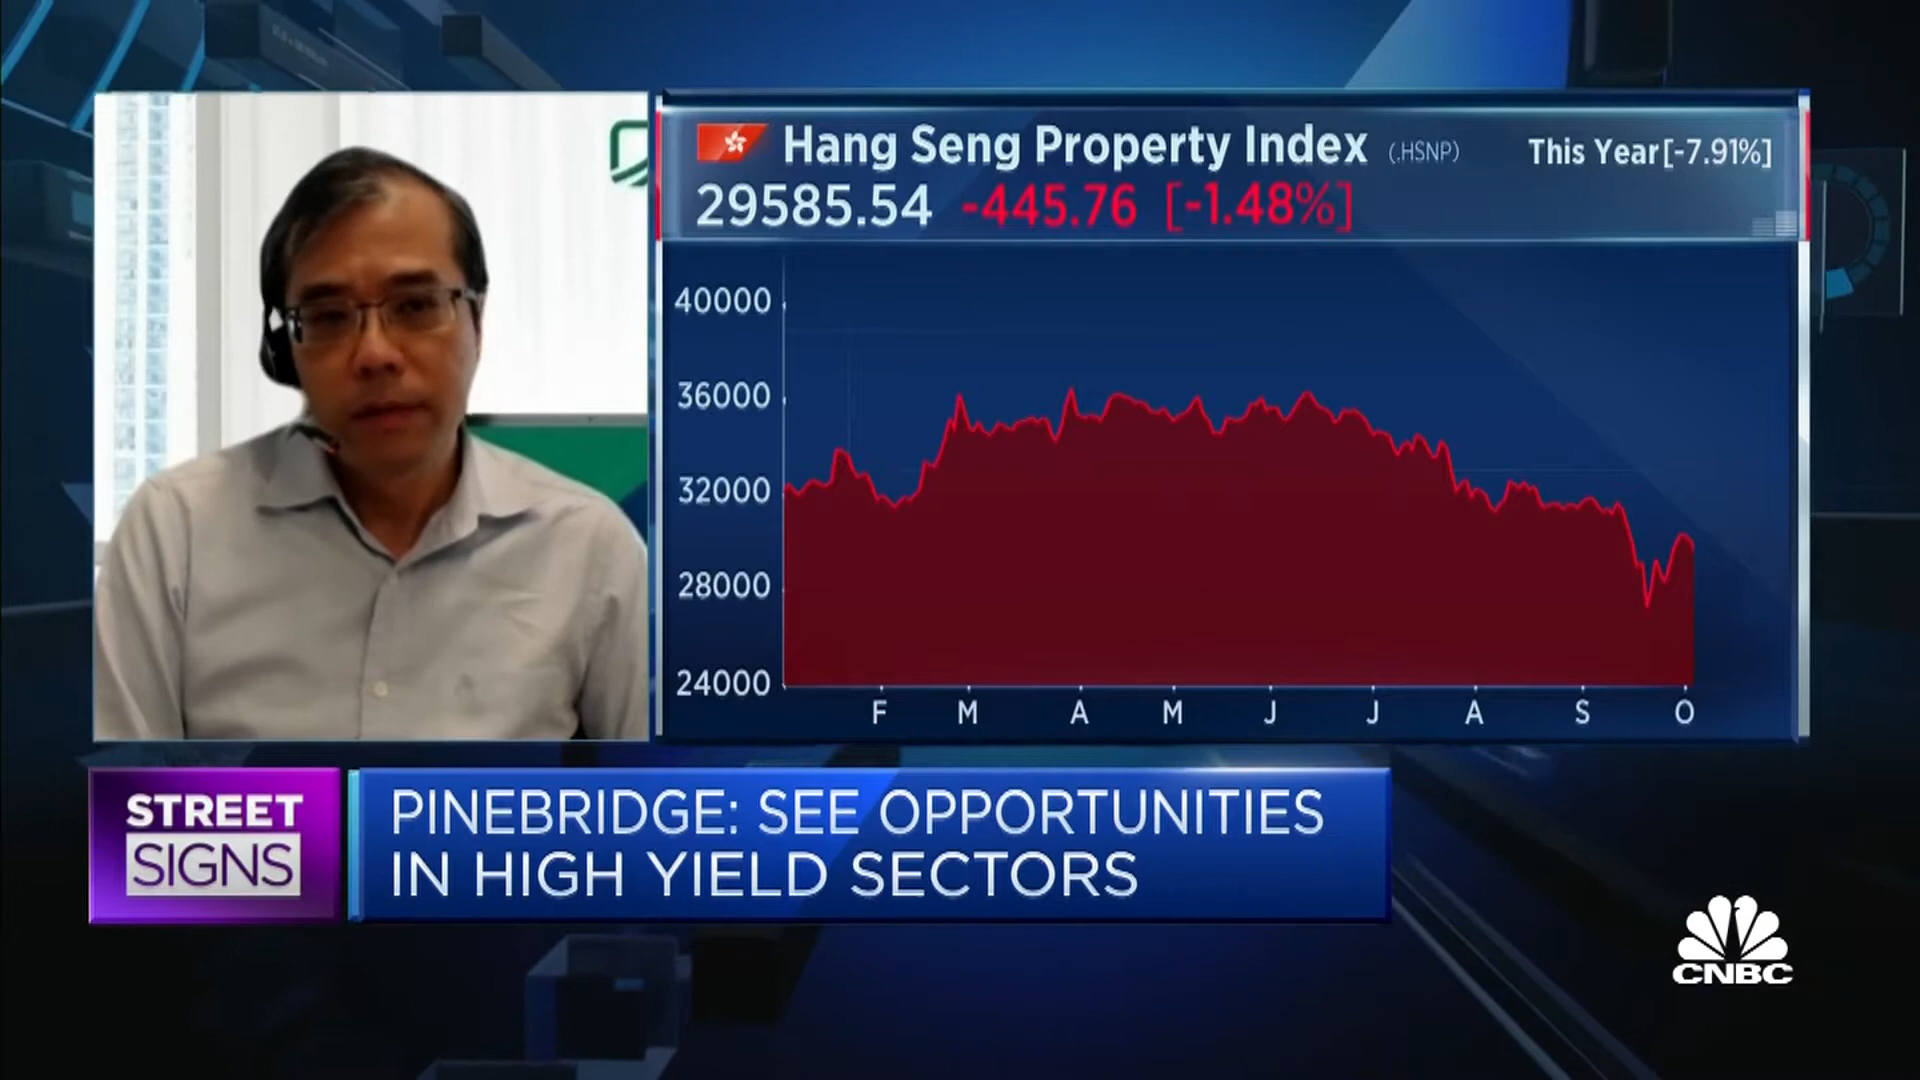 Hang Seng Property Index (.HSNP) This Year[-7.91%]
29585.54 -445.76 [-1.48%]
40000
36000
32000
28000
24000
F M A M J J A S O
STREET
SIGNS
PINEBRIDGE: SEE OPPORTUNITIES
IN HIGH YIELD SECTORS
CNBC